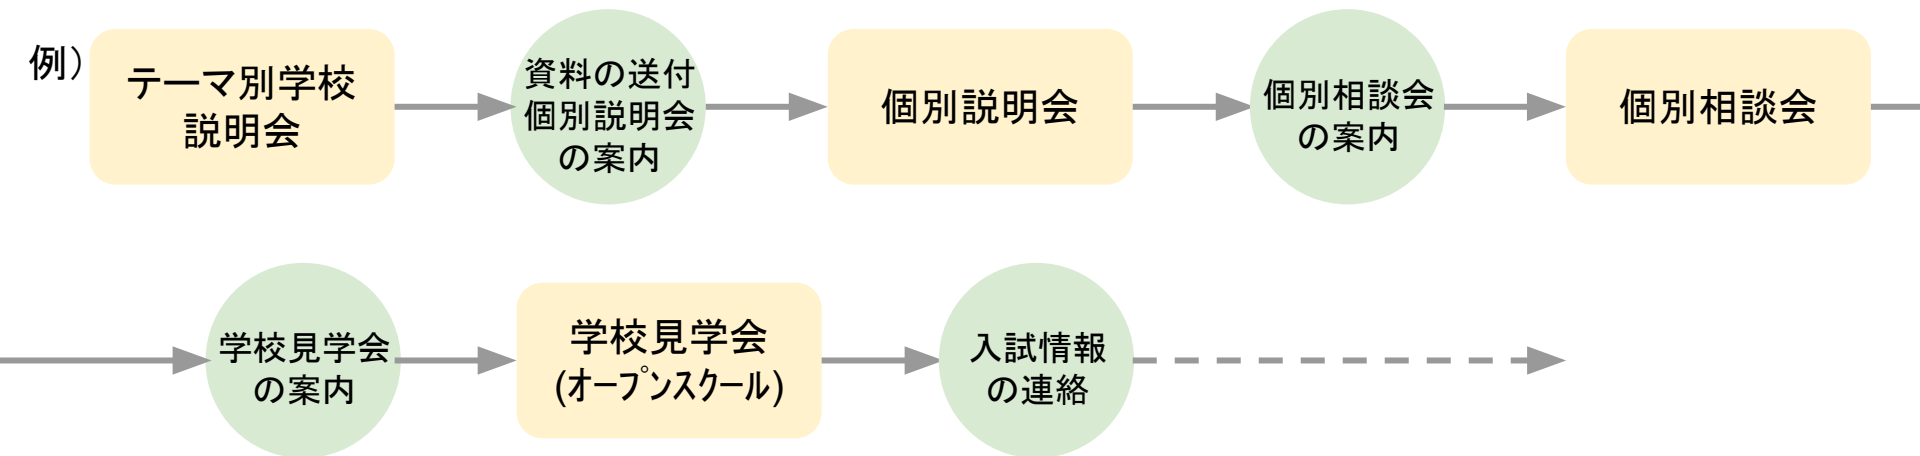 例)
テーマ別学校
説明会
資料の送付
個別説明会
の案内
個別説明会
個別相談会
の案内
個別相談会
学校見学会
の案内
学校見学会
(オープンスクール)
入試情報
の連絡